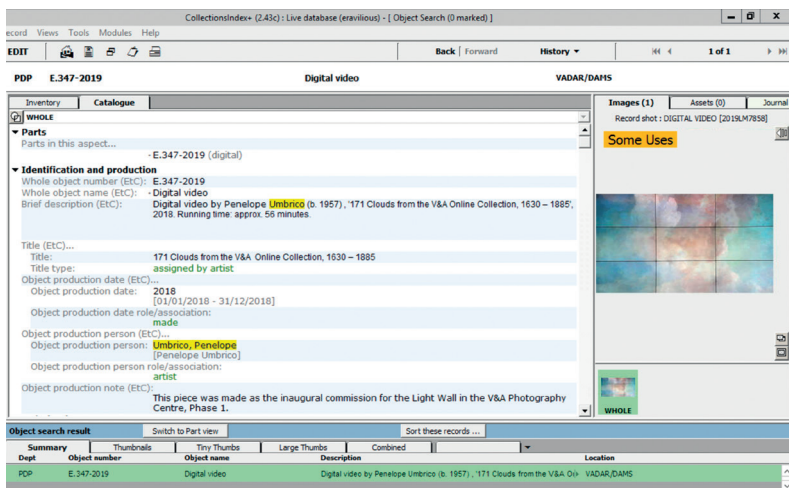 CollectionsIndex+ (2.43c) : Live database (eravilious) - [ Object Search (0 marked) ]
ecord Views Tools Modules Help
EDIT Back Forward History 1 of 1
PDP E.347-2019 Digital video VADAR/DAMS
Inventory Catalogue
WHOLE
Parts
Parts in this aspect...
- E.347-2019 (digital)
Identification and production
Whole object number (EtC): E.347-2019
Whole object name (EtC): - Digital video
Brief description (EtC): Digital video by Penelope Umbrico (b. 1957) , '171 Clouds from the V&A Online Collection, 1630 – 1885',
2018. Running time: approx. 56 minutes.
Title (EtC)...
Title: 171 Clouds from the V&A Online Collection, 1630 – 1885
Title type: assigned by artist
Object production date (EtC)...
Object production date: 2018
[01/01/2018 - 31/12/2018]
Object production date role/association:
made
Object production person (EtC)...
Object production person: Umbrico, Penelope
[Penelope Umbrico]
Object production person role/association:
artist
Object production note (EtC):
This piece was made as the inaugural commission for the Light Wall in the V&A Photography
Centre, Phase 1.
Images (1) Assets (0) Journal
Record shot : DIGITAL VIDEO [2019LM7858]
Some Uses
WHOLE
Object search result Switch to Part view Sort these records ...
Summary Thumbnails Tiny Thumbs Large Thumbs Combined
Dept Object number Object name Description Location
PDP E.347-2019 Digital video Digital video by Penelope Umbrico (b. 1957) , '171 Clouds from the V&A VADAR/DAMS